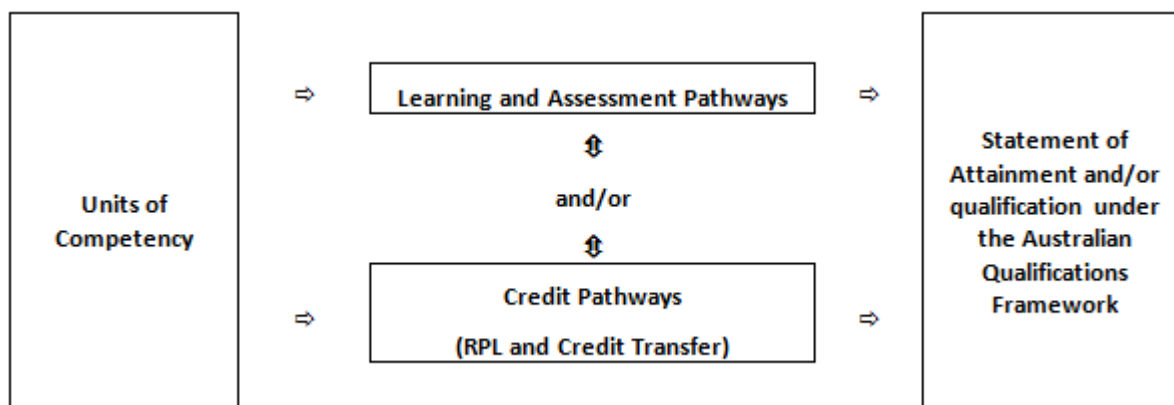 Units of
Competency
Learning and Assessment Pathways
and/or
Credit Pathways
(RPL and Credit Transfer)
Statement of
Attainment and/or
qualification under
the Australian
Qualifications
Framework